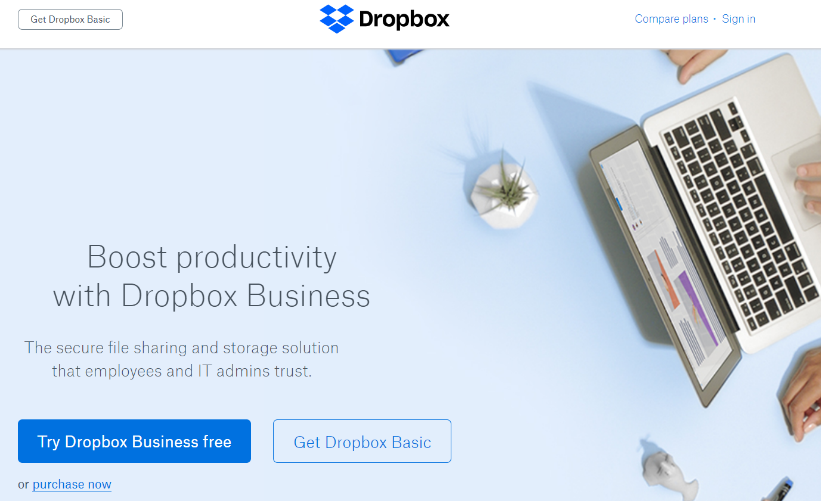 Get Dropbox Basic
Dropbox
Compare plans · Sign in
Boost productivity
with Dropbox Business
The secure file sharing and storage solution
that employees and IT admins trust.
Try Dropbox Business free
Get Dropbox Basic
or purchase now